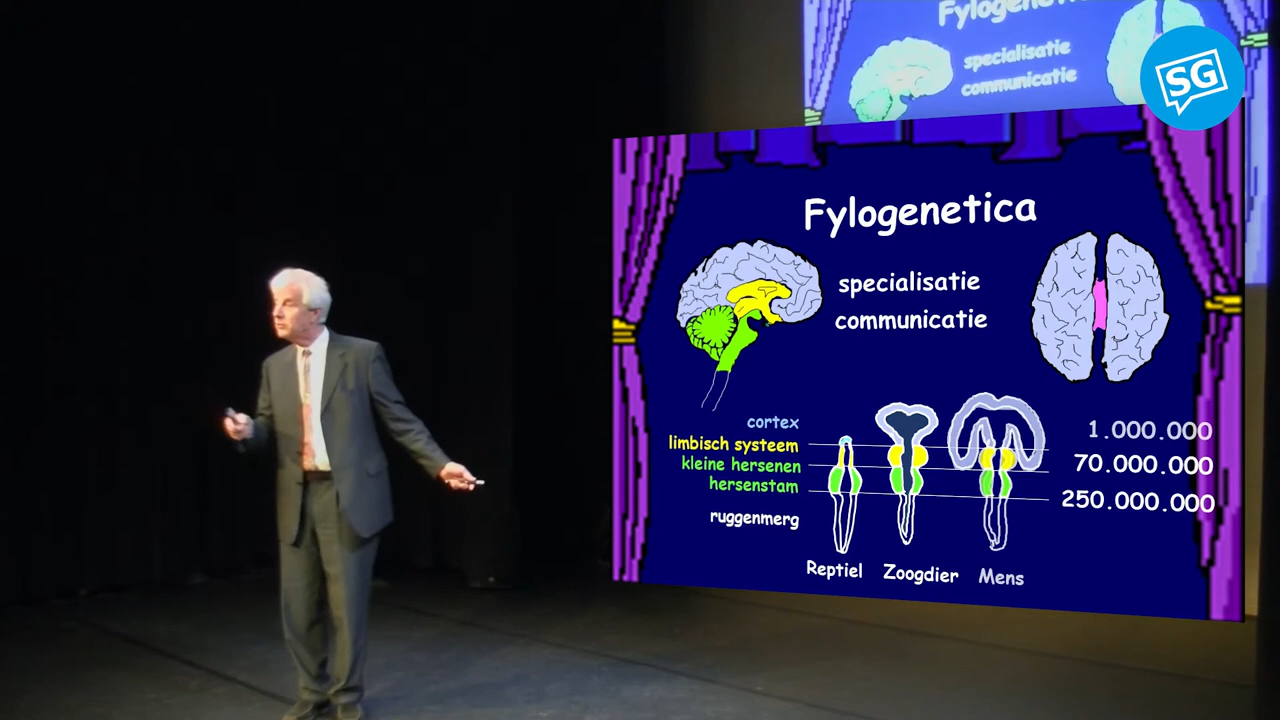 Fylogenetica
specialisatie
communicatie
SG
Fylogenetica
specialisatie
communicatie
cortex
limbisch systeem
kleine hersenen
hersenstam
ruggenmerg
1.000.000
70.000.000
250.000.000
Reptiel Zoogdier Mens